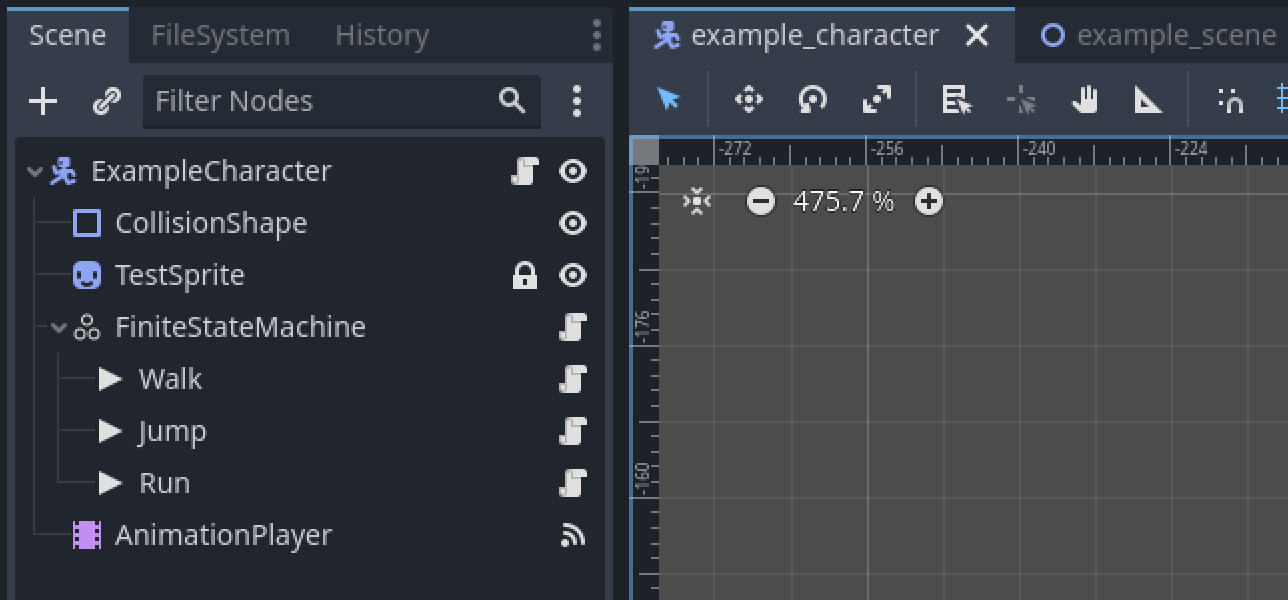 Scene FileSystem History
Filter Nodes
ExampleCharacter
CollisionShape
TestSprite
FiniteStateMachine
Walk
Jump
Run
AnimationPlayer
example_character example_scene
-272 -256 -240 -224
475.7 %
-176
-160